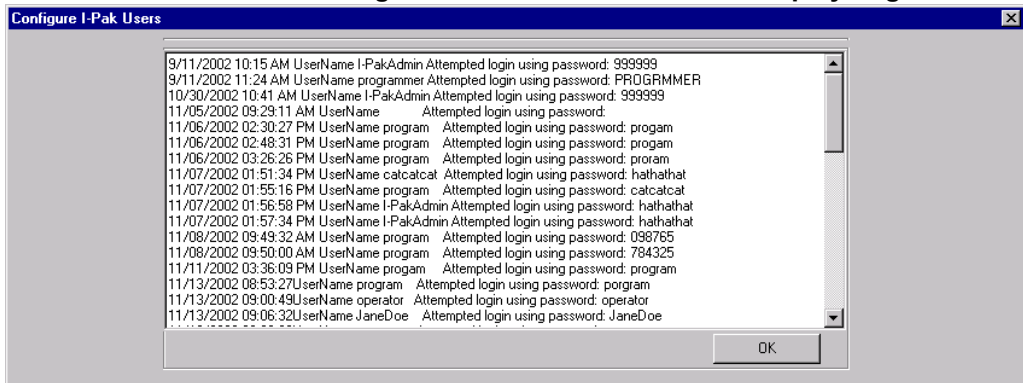 Configure I-Pak Users
9/11/2002 10:15 AM UserName I-PakAdmin Attempted login using password: 999999
9/11/2002 11:24 AM UserName programmer Attempted login using password: PROGRMMER
10/30/2002 10:41 AM UserName I-PakAdmin Attempted login using password: 999999
11/05/2002 09:29:11 AM UserName Attempted login using password:
11/06/2002 02:30:27 PM UserName program Attempted login using password: progam
11/06/2002 02:48:31 PM UserName program Attempted login using password: progam
11/06/2002 03:26:26 PM UserName program Attempted login using password: proram
11/07/2002 01:51:34 PM UserName catcatcat Attempted login using password: hathathat
11/07/2002 01:55:16 PM UserName program Attempted login using password: catcatcat
11/07/2002 01:56:58 PM UserName I-PakAdmin Attempted login using password: hathathat
11/07/2002 01:57:34 PM UserName I-PakAdmin Attempted login using password: hathathat
11/08/2002 09:49:32 AM UserName program Attempted login using password: 098765
11/08/2002 09:50:00 AM UserName program Attempted login using password: 784325
11/11/2002 03:36:09 PM UserName progam Attempted login using password: program
11/13/2002 08:53:27UserName program Attempted login using password: porgram
11/13/2002 09:00:49UserName operator Attempted login using password: operator
11/13/2002 09:06:32UserName JaneDoe Attempted login using password: JaneDoe
OK